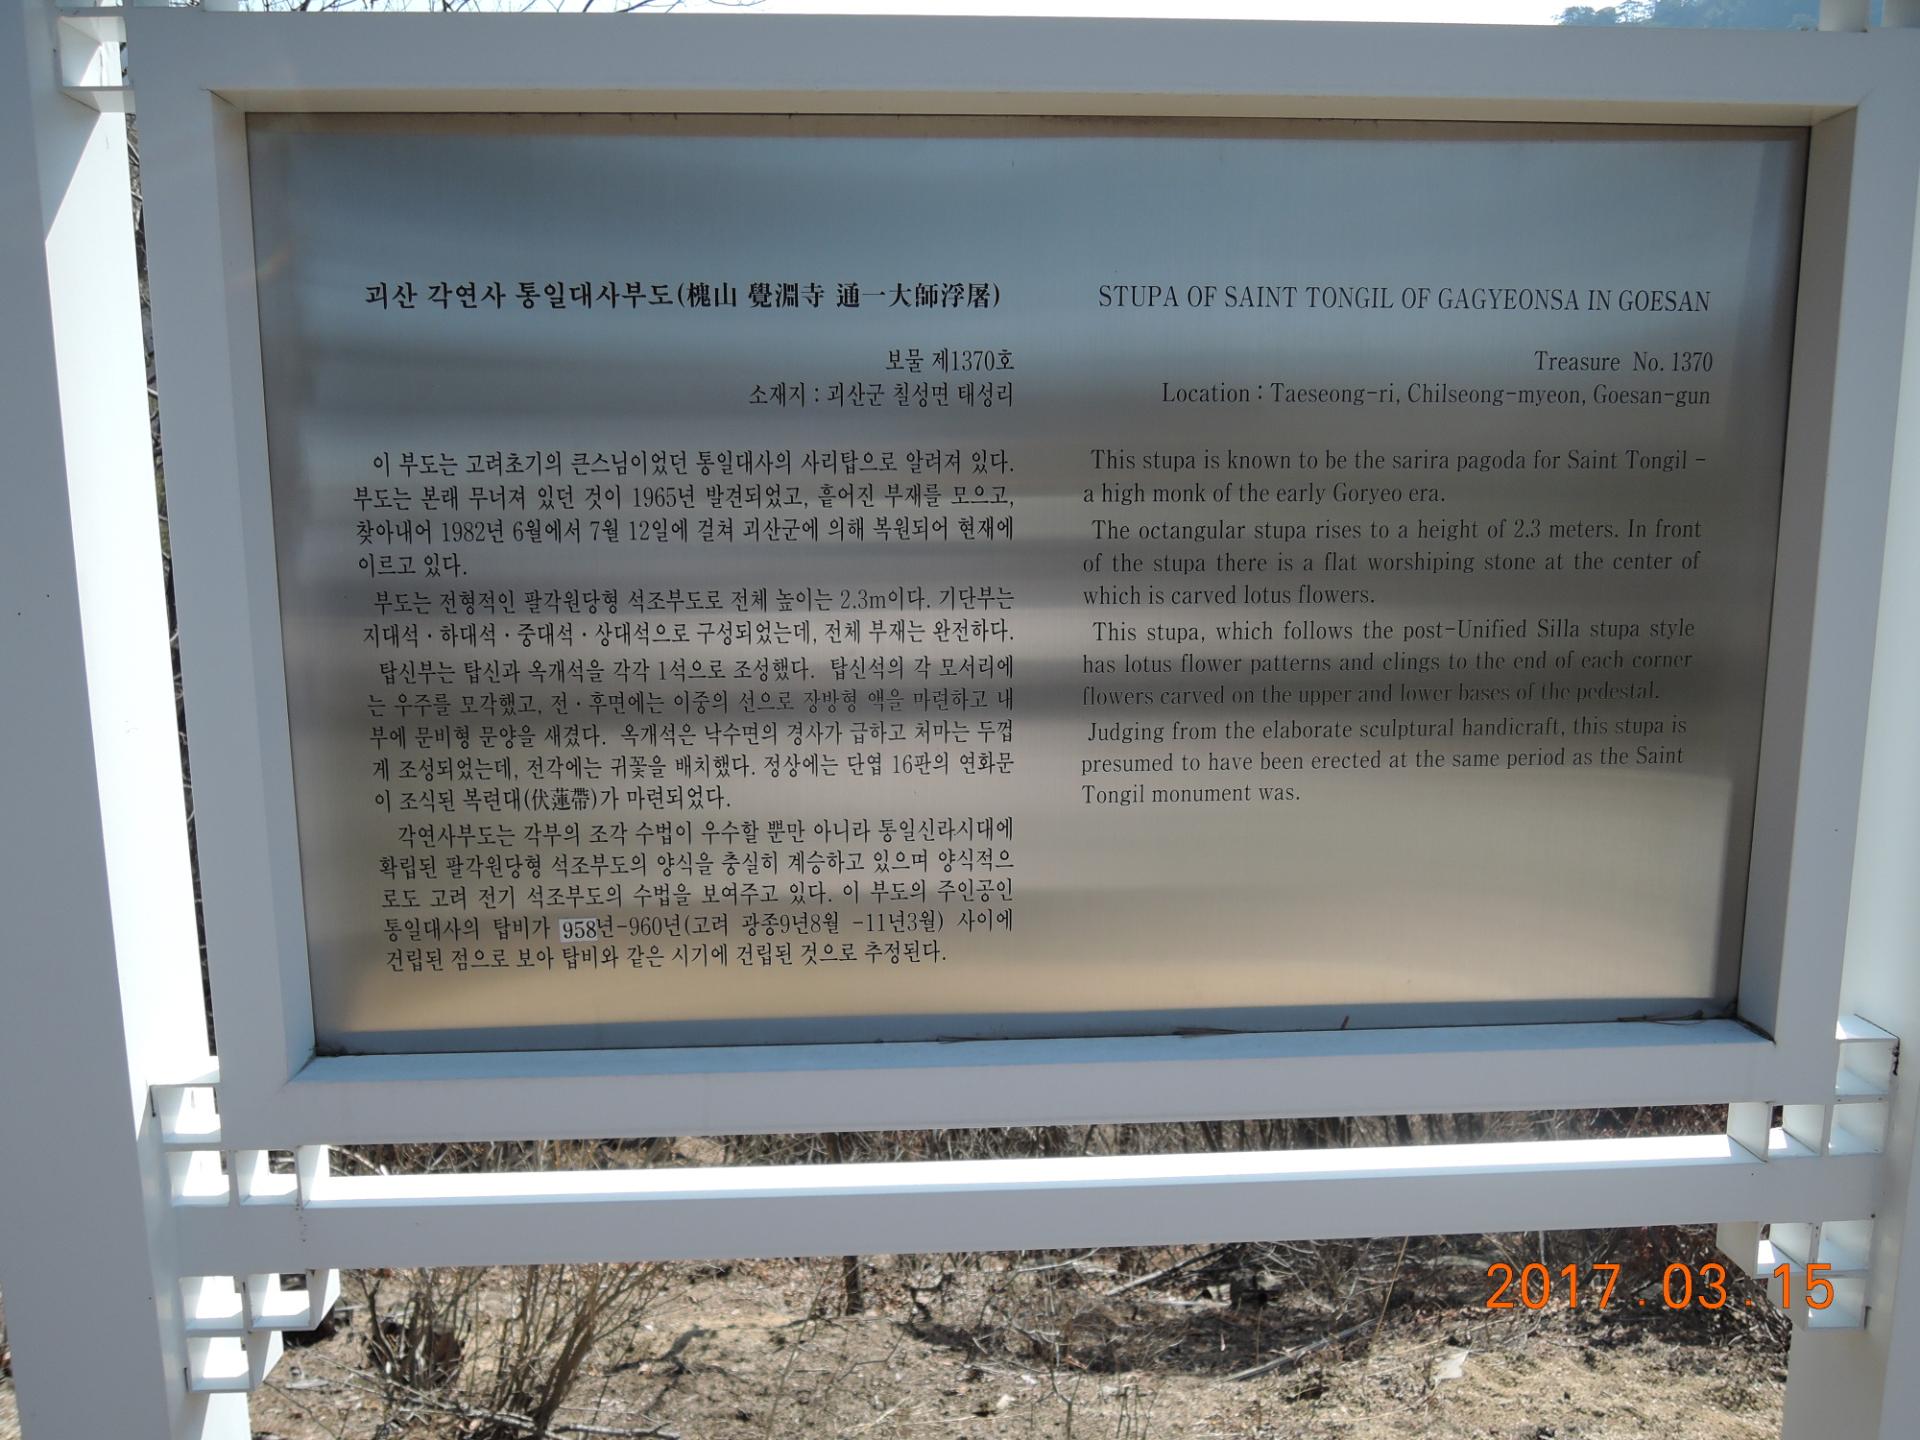 괴산 각연사 통일대사부도(槐山 覺淵寺 通一大師浮屠)
보물 제1370호
소재지 : 괴산군 칠성면 태성리
이 부도는 고려초기의 큰스님이었던 통일대사의 사리탑으로 알려져 있다.
부도는 본래 무너져 있던 것이 1965년 발견되었고, 흩어진 부재를 모으고,
찾아내어 1982년 6월에서 7월 12일에 걸쳐 괴산군에 의해 복원되어 현재에
이르고 있다.
부도는 전형적인 팔각원당형 석조부도로 전체 높이는 2.3m이다. 기단부는
지대석·하대석·중대석·상대석으로 구성되었는데, 전체 부재는 완전하다.
탑신부는 탑신과 옥개석을 각각 1석으로 조성했다. 탑신석의 각 모서리에
는 우주를 모각했고, 전·후면에는 이중의 선으로 장방형 액을 마련하고 내
부에 문비형 문양을 새겼다. 옥개석은 낙수면의 경사가 급하고 처마는 두껍
게 조성되었는데, 전각에는 귀꽃을 배치했다. 정상에는 단엽 16판의 연화문
이 조식된 복련대(伏蓮帶)가 마련되었다.
각연사부도는 각부의 조각 수법이 우수할 뿐만 아니라 통일신라시대에
확립된 팔각원당형 석조부도의 양식을 충실히 계승하고 있으며 양식적으
로도 고려 전기 석조부도의 수법을 보여주고 있다. 이 부도의 주인공인
통일대사의 탑비가 958년-960년(고려 광종9년8월 -11년3월) 사이에
건립된 점으로 보아 탑비와 같은 시기에 건립된 것으로 추정된다.
STUPA OF SAINT TONGIL OF GAGYEONSA IN GOESAN
Treasure No. 1370
Location : Taeseong-ri, Chilseong-myeon, Goesan-gun
This stupa is known to be the sarira pagoda for Saint Tongil -
a high monk of the early Goryeo era.
The octangular stupa rises to a height of 2.3 meters. In front
of the stupa there is a flat worshiping stone at the center of
which is carved lotus flowers.
This stupa, which follows the post-Unified Silla stupa style
has lotus flower patterns and clings to the end of each corner
flowers carved on the upper and lower bases of the pedestal.
Judging from the elaborate sculptural handicraft, this stupa is
presumed to have been erected at the same period as the Saint
Tongil monument was.
2017.03.15